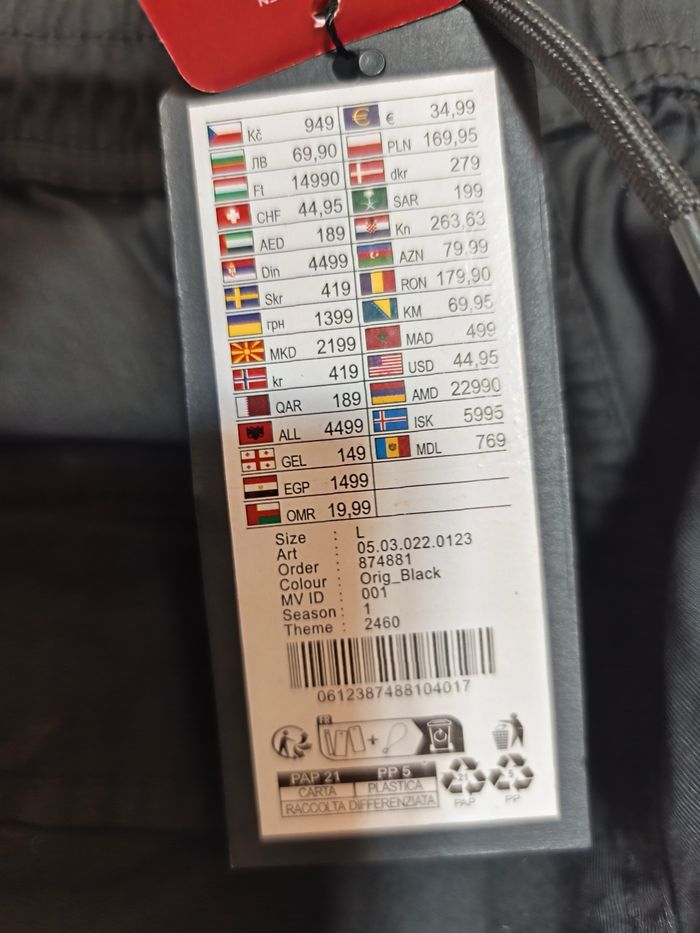 Kč 949 € 34,99
ЛВ 69,90 PLN 169,95
Ft 14990 dkr 279
CHF 44,95 SAR 199
AED 189 Kn 263,63
Din 4499 AZN 79,99
Skr 419 RON 179,90
грн 1399 KM 69,95
MKD 2199 MAD 499
kr 419 USD 44,95
QAR 189 AMD 22990
ALL 4499 ISK 5995
GEL 149 MDL 769
EGP 1499
OMR 19,99
Size : L
Art : 05.03.022.0123
Order : 874881
Colour : Orig_Black
MV ID : 001
Season : 1
Theme : 2460
0612387488104017
FR
+
PAP 21 PP 5
CARTA PLASTICA
RACCOLTA DIFFERENZIATA
21 5
PAP PP